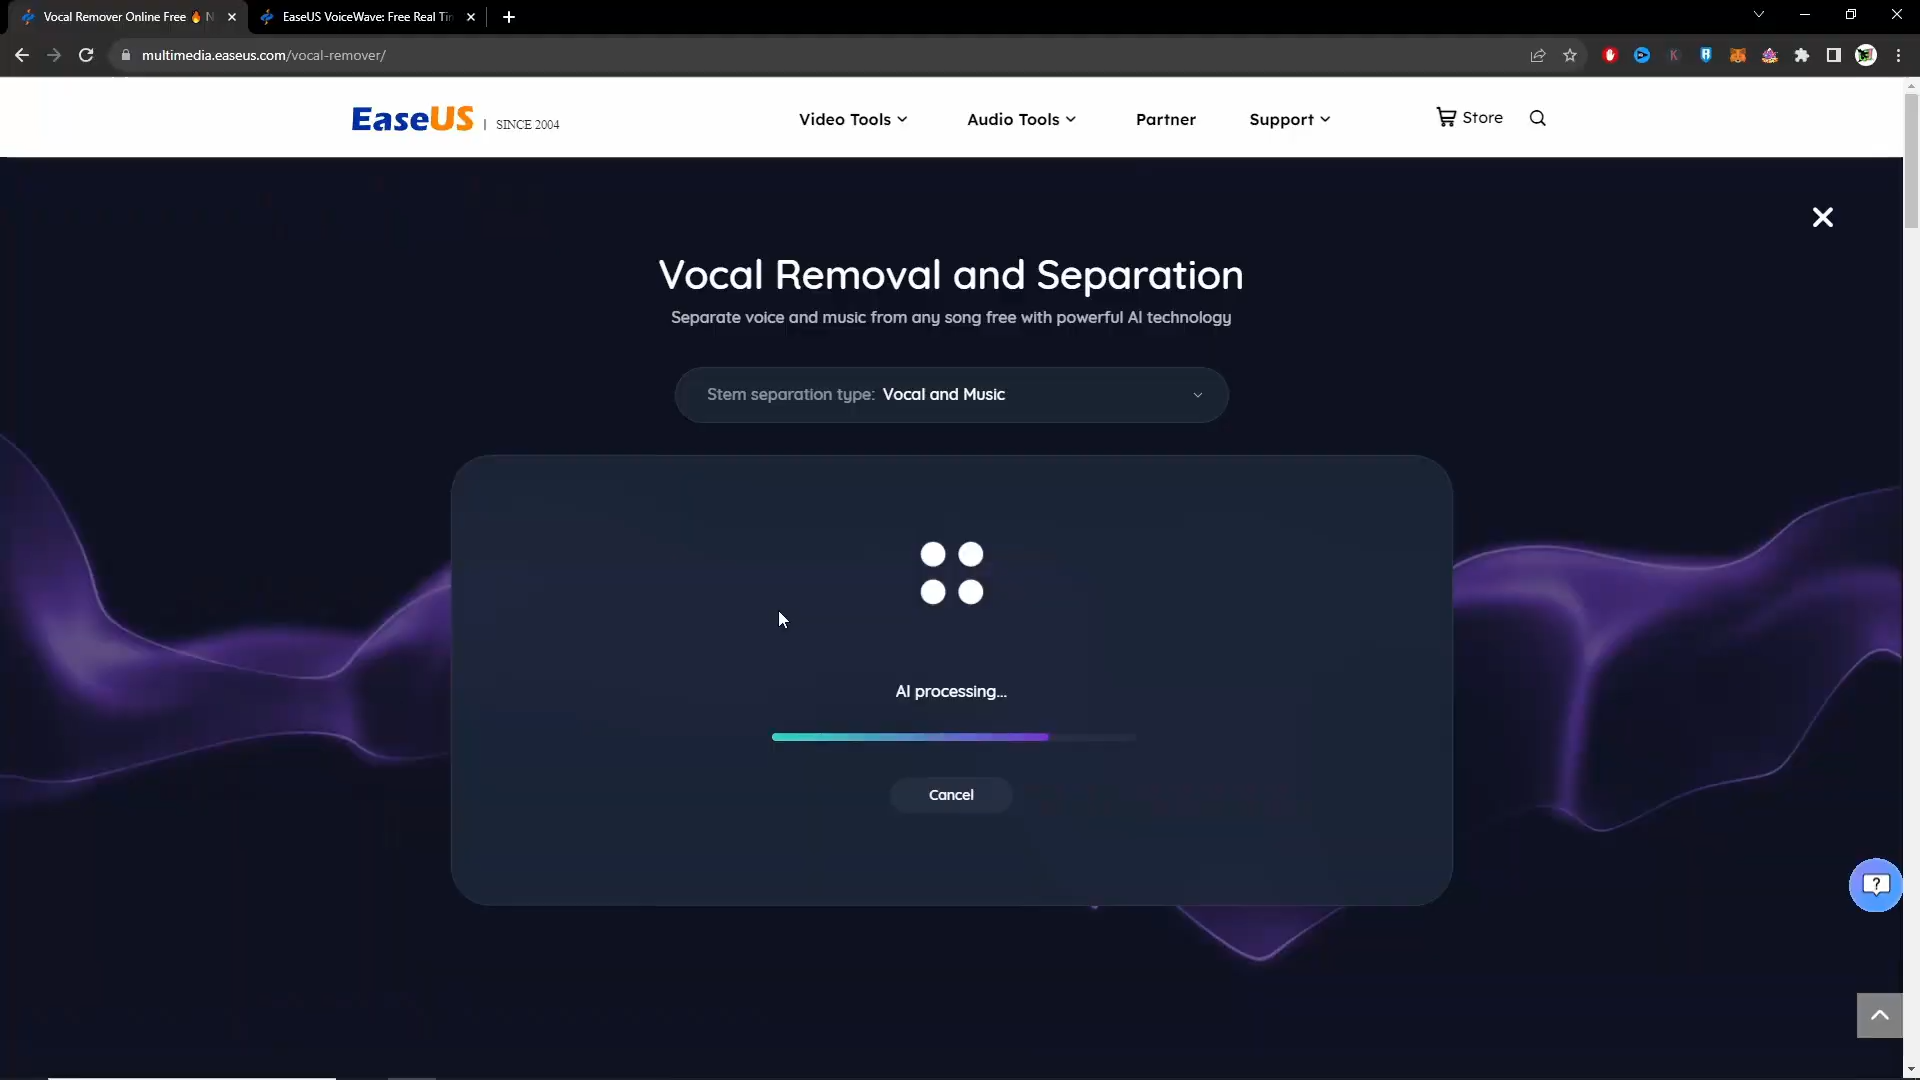 Vocal Remover Online Free 🔥 N
EaseUS VoiceWave: Free Real Tim
multimedia.easeus.com/vocal-remover/
EaseUS | SINCE 2004
Video Tools
Audio Tools
Partner
Support
Store
Vocal Removal and Separation
Separate voice and music from any song free with powerful AI technology
Stem separation type: Vocal and Music
AI processing...
Cancel